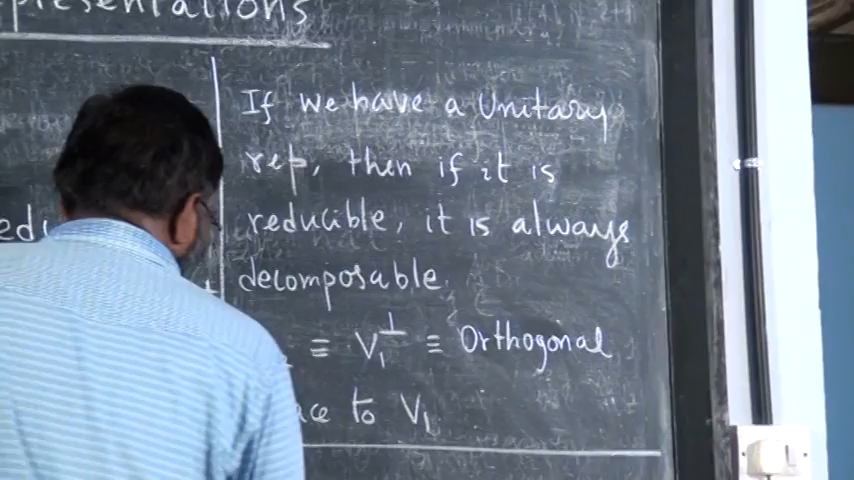 presentations
If we have a Unitary
rep, then if it is
reducible, it is always
decomposable.
≡ V₁^⊥ ≡ Orthogonal
to V₁